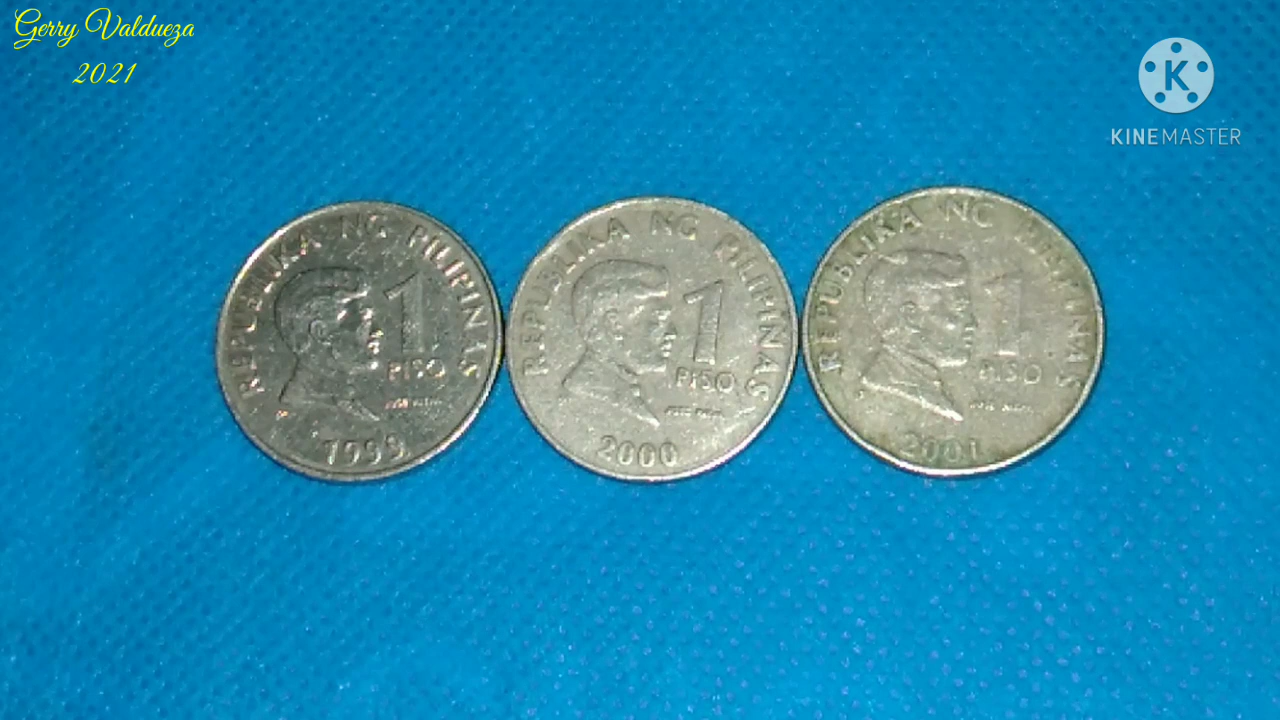 Gerry Valdueza
2021
K
KINEMASTER
REPUBLIKA NG PILIPINAS
1
PISO
1999
REPUBLIKA NG PILIPINAS
1
PISO
2000
REPUBLIKA NG PILIPINAS
1
PISO
2001